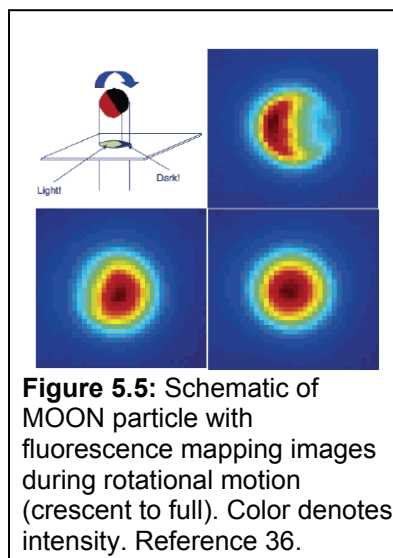 Light!
Dark!
Figure 5.5: Schematic of
MOON particle with
fluorescence mapping images
during rotational motion
(crescent to full). Color denotes
intensity. Reference 36.